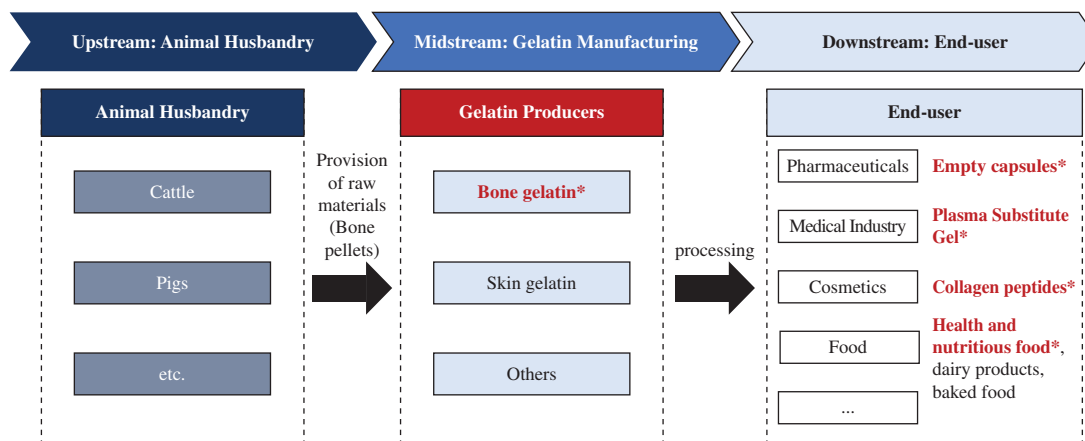 Upstream: Animal Husbandry
Midstream: Gelatin Manufacturing
Downstream: End-user
Animal Husbandry
Cattle
Pigs
etc.
Provision
of raw
materials
(Bone
pellets)
Gelatin Producers
Bone gelatin*
Skin gelatin
Others
processing
End-user
Pharmaceuticals
Empty capsules*
Medical Industry
Plasma Substitute
Gel*
Cosmetics
Collagen peptides*
Food
Health and
nutritious food*,
dairy products,
baked food
...